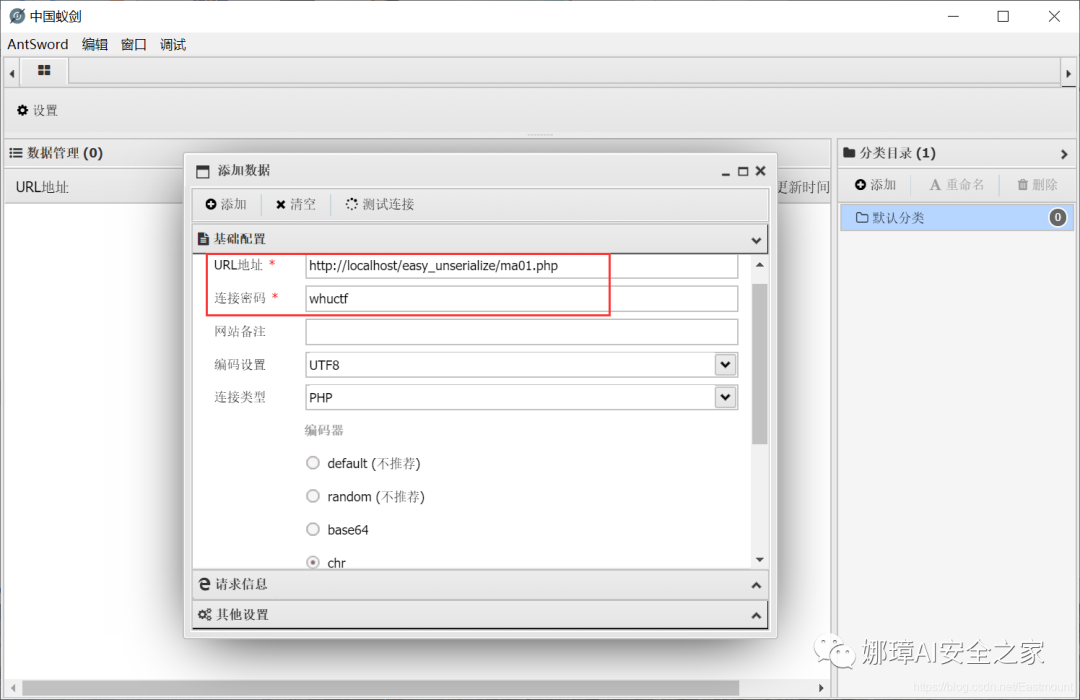 中国蚁剑
AntSword 编辑 窗口 调试
设置
数据管理 (0)
分类目录 (1)
URL地址
更新时间
添加 重命名 删除
默认分类 0
添加数据
添加 清空 测试连接
基础配置
URL地址 * http://localhost/easy_unserialize/ma01.php
连接密码 * whuctf
网站备注
编码设置 UTF8
连接类型 PHP
编码器
default (不推荐)
random (不推荐)
base64
chr
请求信息
其他设置
娜璋AI安全之家
https://blog.csdn.net/Eastmount